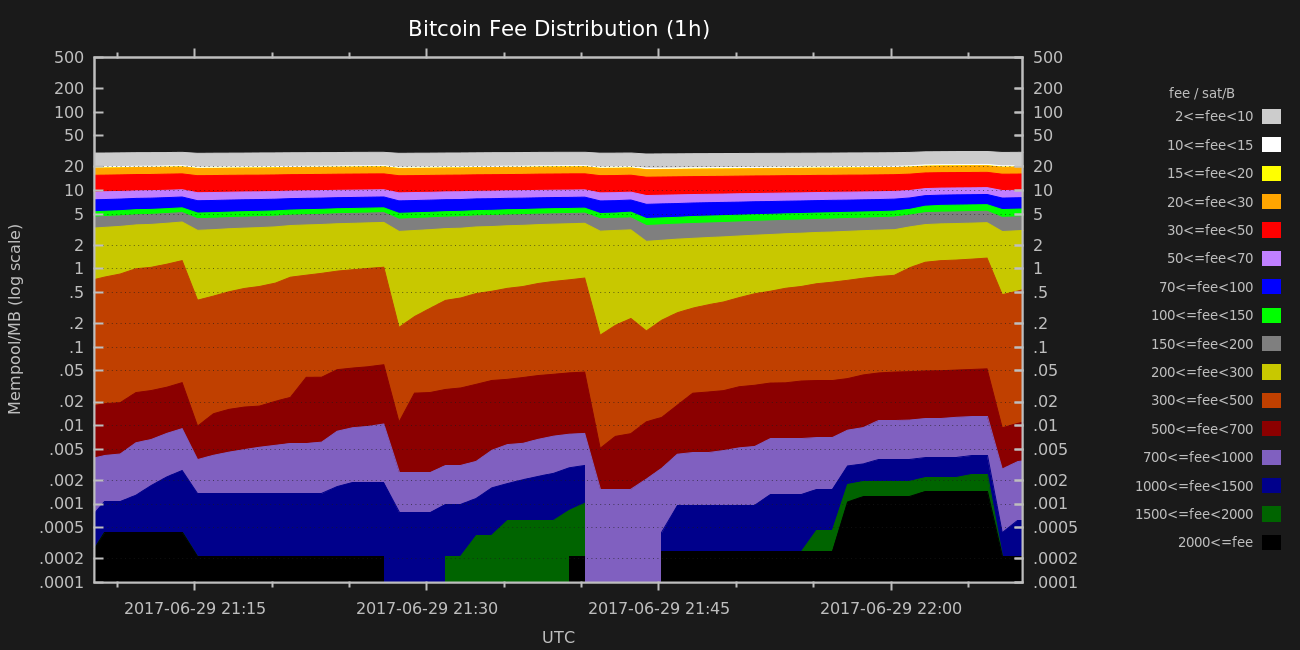 Bitcoin Fee Distribution (1h)
Mempool/MB (log scale)
500
200
100
50
20
10
5
2
1
.5
.2
.1
.05
.02
.01
.005
.002
.001
.0005
.0002
.0001
500
200
100
50
20
10
5
2
1
.5
.2
.1
.05
.02
.01
.005
.002
.001
.0005
.0002
.0001
fee / sat/B
2<=fee<10
10<=fee<15
15<=fee<20
20<=fee<30
30<=fee<50
50<=fee<70
70<=fee<100
100<=fee<150
150<=fee<200
200<=fee<300
300<=fee<500
500<=fee<700
700<=fee<1000
1000<=fee<1500
1500<=fee<2000
2000<=fee
2017-06-29 21:15 2017-06-29 21:30 2017-06-29 21:45 2017-06-29 22:00
UTC